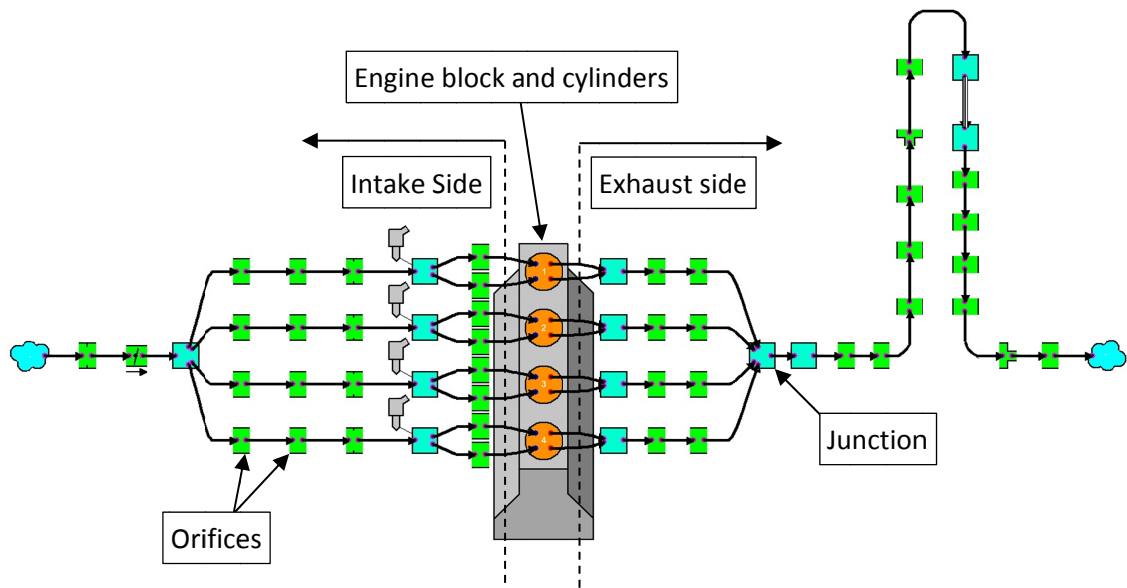 Engine block and cylinders
Intake Side
Exhaust side
1
2
3
4
Junction
Orifices